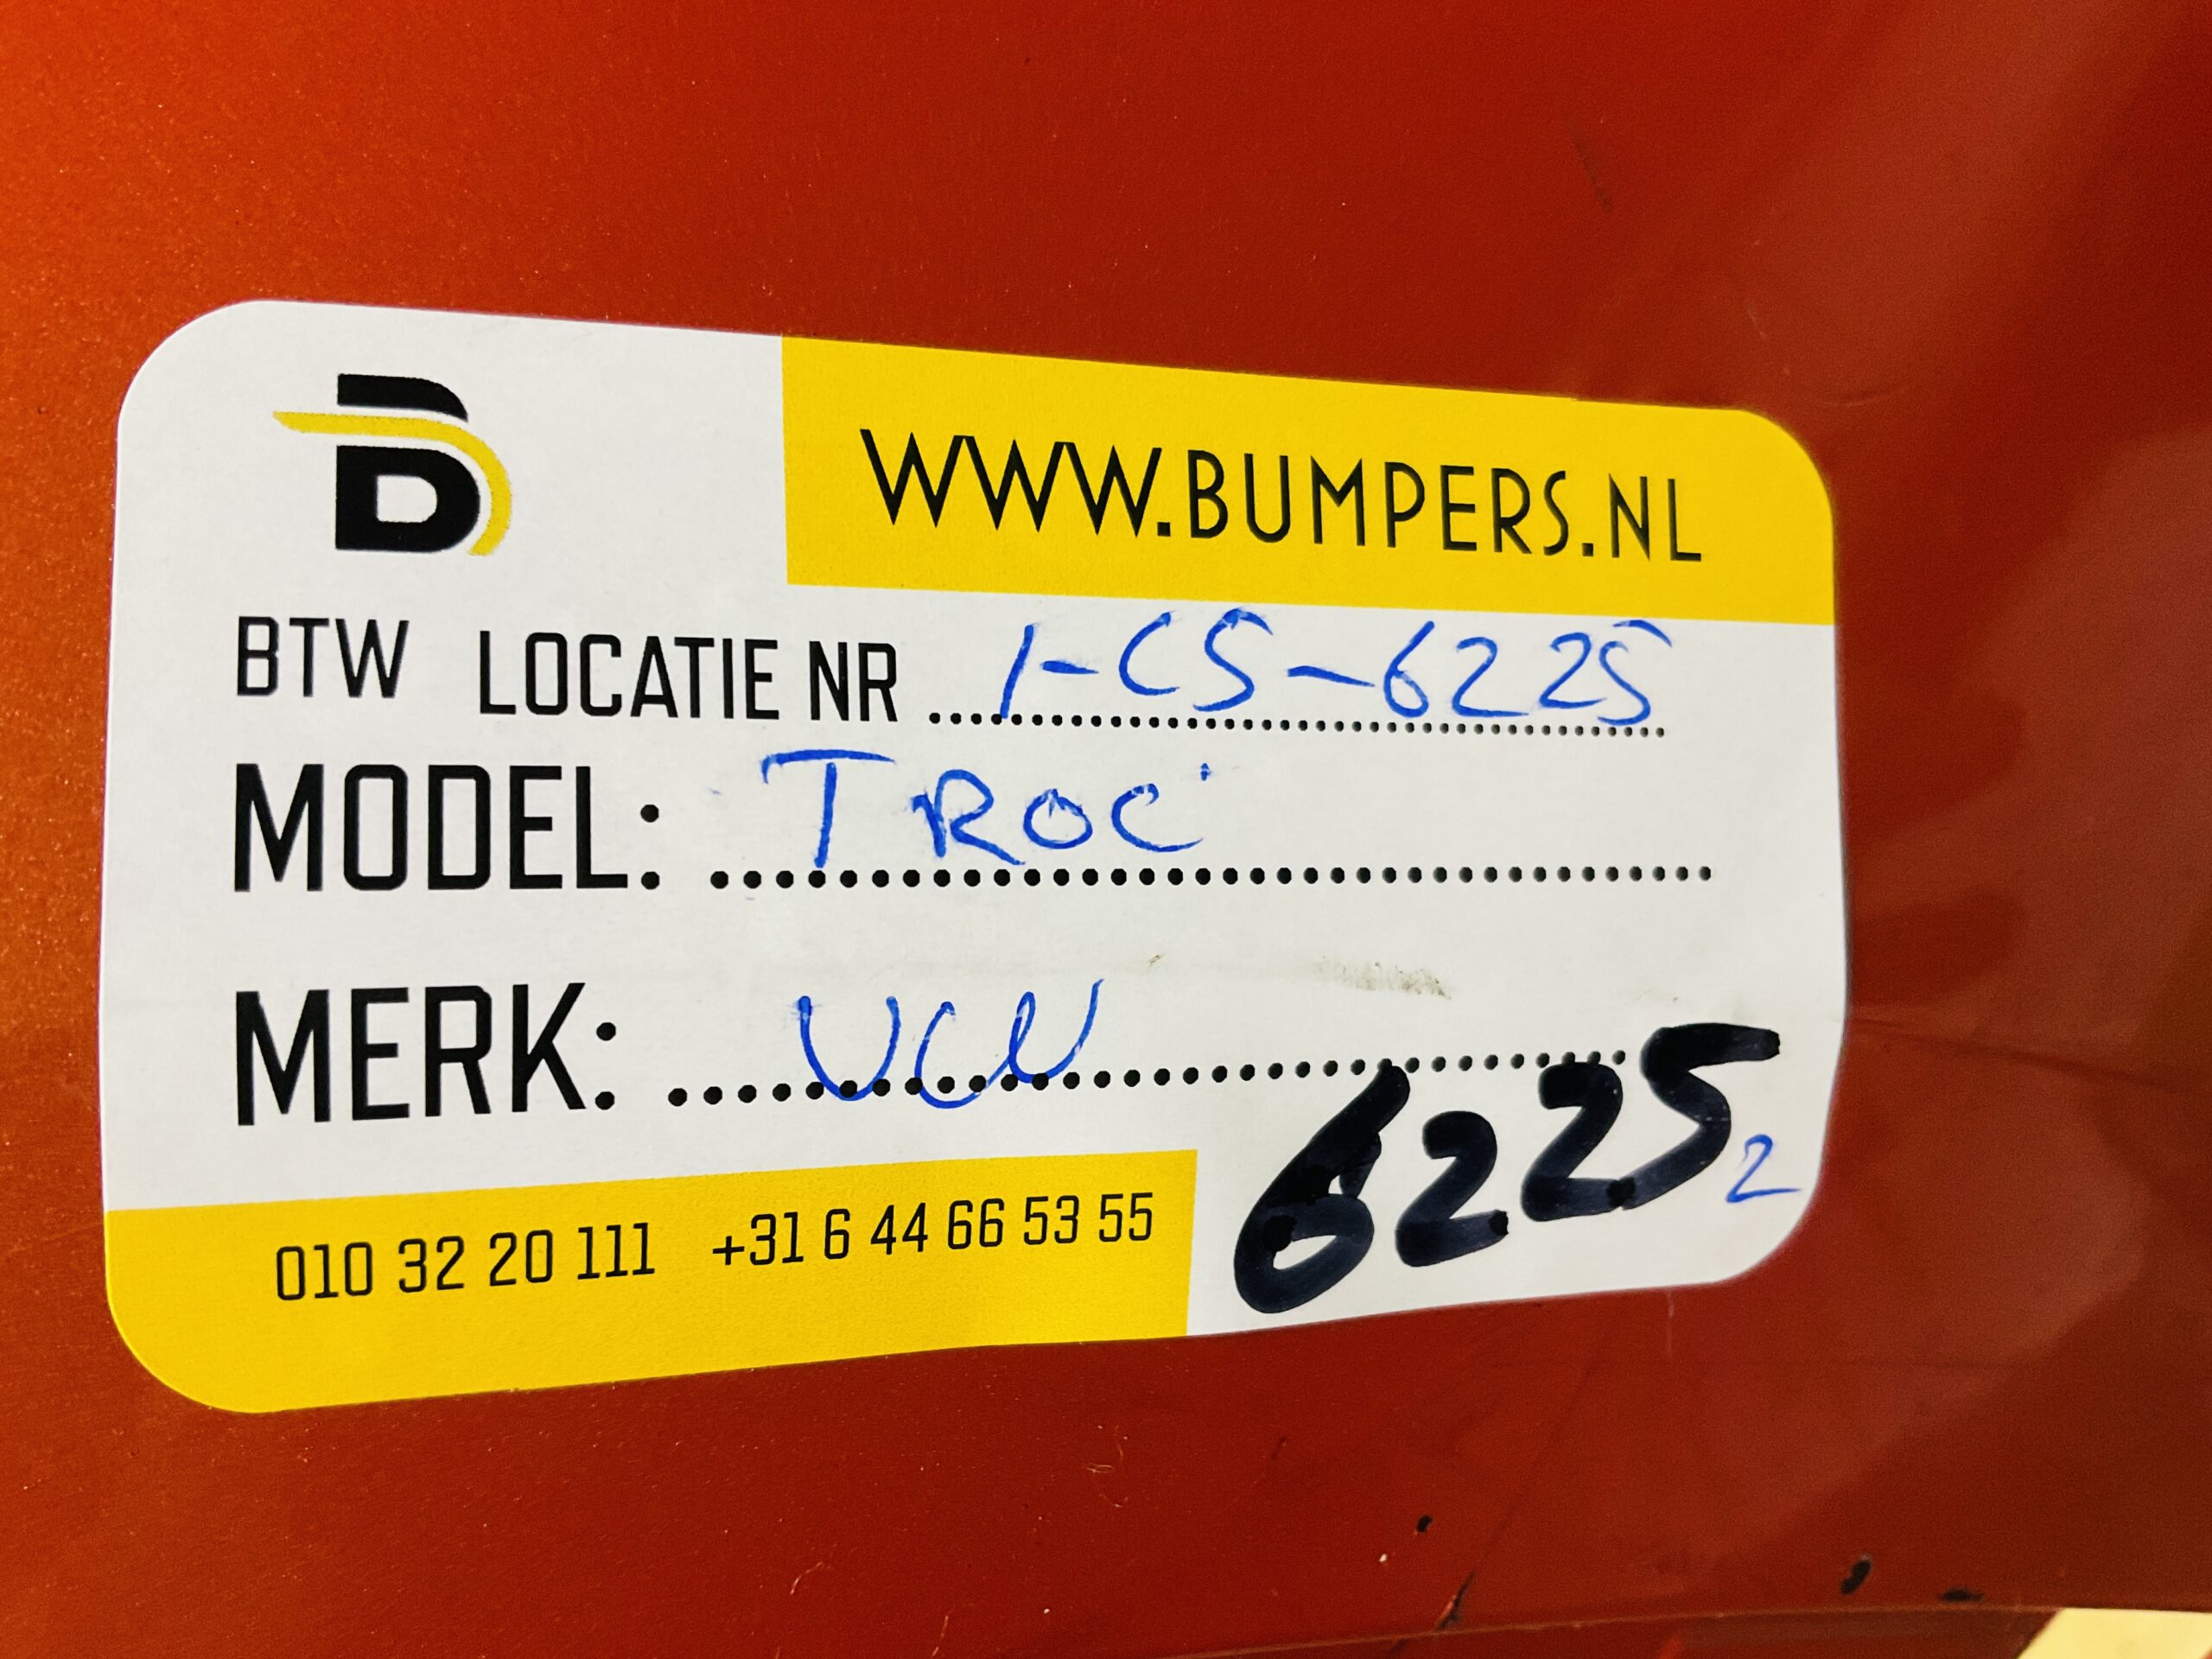 B
WWW.BUMPERS.NL
BTW LOCATIE NR 1-C5-6225
MODEL: TROC
MERK: VW
6225 2
010 32 20 111 +31 6 44 66 53 55